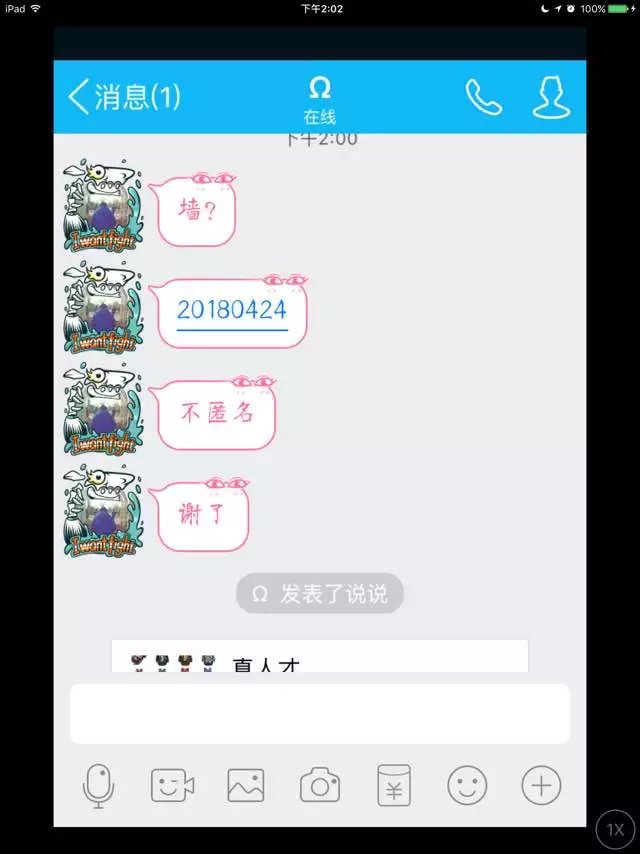 iPad 下午2:02 100%
消息(1) Ω
在线
下午2:00
墙?
I want fight.
20180424
I want fight.
不匿名
I want fight.
谢了
I want fight.
Ω 发表了说说
真人才
¥
1X